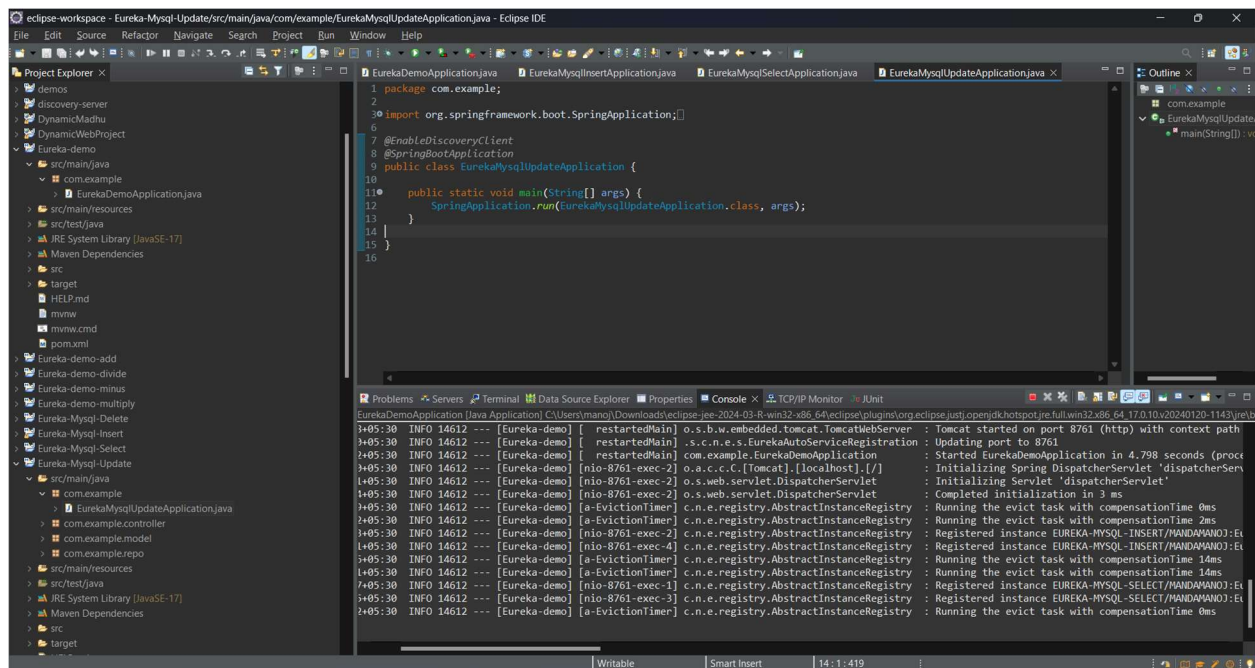 eclipse-workspace - Eureka-Mysql-Update/src/main/java/com/example/EurekaMysqlUpdateApplication.java - Eclipse IDE
File Edit Source Refactor Navigate Search Project Run Window Help
Project Explorer
demos
discovery-server
DynamicMadhu
DynamicWebProject
Eureka-demo
src/main/java
com.example
EurekaDemoApplication.java
src/main/resources
src/test/java
JRE System Library [JavaSE-17]
Maven Dependencies
src
target
HELP.md
mvnw
mvnw.cmd
pom.xml
Eureka-demo-add
Eureka-demo-divide
Eureka-demo-minus
Eureka-demo-multiply
Eureka-Mysql-Delete
Eureka-Mysql-Insert
Eureka-Mysql-Select
Eureka-Mysql-Update
src/main/java
com.example
EurekaMysqlUpdateApplication.java
com.example.controller
com.example.model
com.example.repo
src/main/resources
src/test/java
JRE System Library [JavaSE-17]
Maven Dependencies
src
target
EurekaDemoApplication.java EurekaMysqlInsertApplication.java EurekaMysqlSelectApplication.java EurekaMysqlUpdateApplication.java
1 package com.example;
2
3 import org.springframework.boot.SpringApplication;
6
7 @EnableDiscoveryClient
8 @SpringBootApplication
9 public class EurekaMysqlUpdateApplication {
10
11 public static void main(String[] args) {
12 SpringApplication.run(EurekaMysqlUpdateApplication.class, args);
13 }
14
15 }
16
Outline
com.example
EurekaMysqlUpdate
main(String[]) : vo
Problems Servers Terminal Data Source Explorer Properties Console TCP/IP Monitor JUnit
EurekaDemoApplication [Java Application] C:\Users\manoj\Downloads\eclipse-jee-2024-03-R-win32-x86_64\eclipse\plugins\org.eclipse.justj.openjdk.hotspot.jre.full.win32.x86_64_17.0.10.v20240120-1143\jre\b
3+05:30 INFO 14612 --- [Eureka-demo] [ restartedMain] o.s.b.w.embedded.tomcat.TomcatWebServer : Tomcat started on port 8761 (http) with context path
+05:30 INFO 14612 --- [Eureka-demo] [ restartedMain] .s.c.n.e.s.EurekaAutoServiceRegistration : Updating port to 8761
2+05:30 INFO 14612 --- [Eureka-demo] [ restartedMain] com.example.EurekaDemoApplication : Started EurekaDemoApplication in 4.798 seconds (proce
+05:30 INFO 14612 --- [Eureka-demo] [nio-8761-exec-2] o.a.c.c.C.[Tomcat].[localhost].[/] : Initializing Spring DispatcherServlet 'dispatcherServ
+05:30 INFO 14612 --- [Eureka-demo] [nio-8761-exec-2] o.s.web.servlet.DispatcherServlet : Initializing Servlet 'dispatcherServlet'
+05:30 INFO 14612 --- [Eureka-demo] [nio-8761-exec-2] o.s.web.servlet.DispatcherServlet : Completed initialization in 3 ms
+05:30 INFO 14612 --- [Eureka-demo] [a-EvictionTimer] c.n.e.registry.AbstractInstanceRegistry : Running the evict task with compensationTime 0ms
2+05:30 INFO 14612 --- [Eureka-demo] [a-EvictionTimer] c.n.e.registry.AbstractInstanceRegistry : Running the evict task with compensationTime 2ms
3+05:30 INFO 14612 --- [Eureka-demo] [nio-8761-exec-2] c.n.e.registry.AbstractInstanceRegistry : Registered instance EUREKA-MYSQL-INSERT/MANDAMANOJ:Eu
+05:30 INFO 14612 --- [Eureka-demo] [nio-8761-exec-4] c.n.e.registry.AbstractInstanceRegistry : Registered instance EUREKA-MYSQL-INSERT/MANDAMANOJ:Eu
+05:30 INFO 14612 --- [Eureka-demo] [a-EvictionTimer] c.n.e.registry.AbstractInstanceRegistry : Running the evict task with compensationTime 14ms
+05:30 INFO 14612 --- [Eureka-demo] [a-EvictionTimer] c.n.e.registry.AbstractInstanceRegistry : Running the evict task with compensationTime 14ms
7+05:30 INFO 14612 --- [Eureka-demo] [nio-8761-exec-1] c.n.e.registry.AbstractInstanceRegistry : Registered instance EUREKA-MYSQL-SELECT/MANDAMANOJ:Eu
+05:30 INFO 14612 --- [Eureka-demo] [nio-8761-exec-3] c.n.e.registry.AbstractInstanceRegistry : Registered instance EUREKA-MYSQL-SELECT/MANDAMANOJ:Eu
2+05:30 INFO 14612 --- [Eureka-demo] [a-EvictionTimer] c.n.e.registry.AbstractInstanceRegistry : Running the evict task with compensationTime 0ms
Writable Smart Insert 14 : 1 : 419